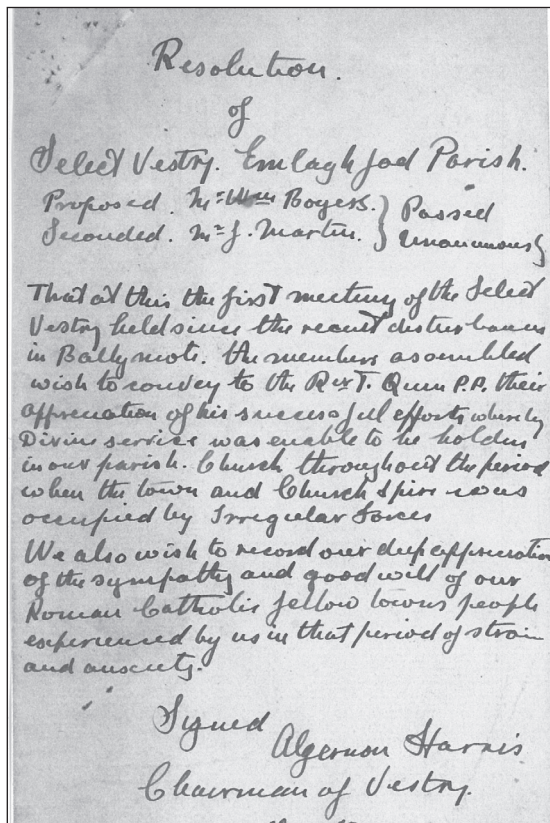 Resolution.
of
Select Vestry. Emlaghfad Parish.
Proposed. Mr. Wm Bogers. } Passed
Seconded. Mr J. Martin. } Unanimously
That at this the first meeting of the Select
Vestry held since the recent disturbances
in Ballymote. the members assembled
wish to convey to the Rev T. Quinn P.P. their
appreciation of his successful efforts whereby
Divine service was enable to be holden
in our parish. Church throughout the period
when the town and Church Spire was
occupied by Irregular Forces
We also wish to record our deep appreciation
of the sympathy and good will of our
Roman Catholic fellow towns people
experienced by us in that period of strain
and anxiety.
Signed
Algernon Harris
Chairman of Vestry.